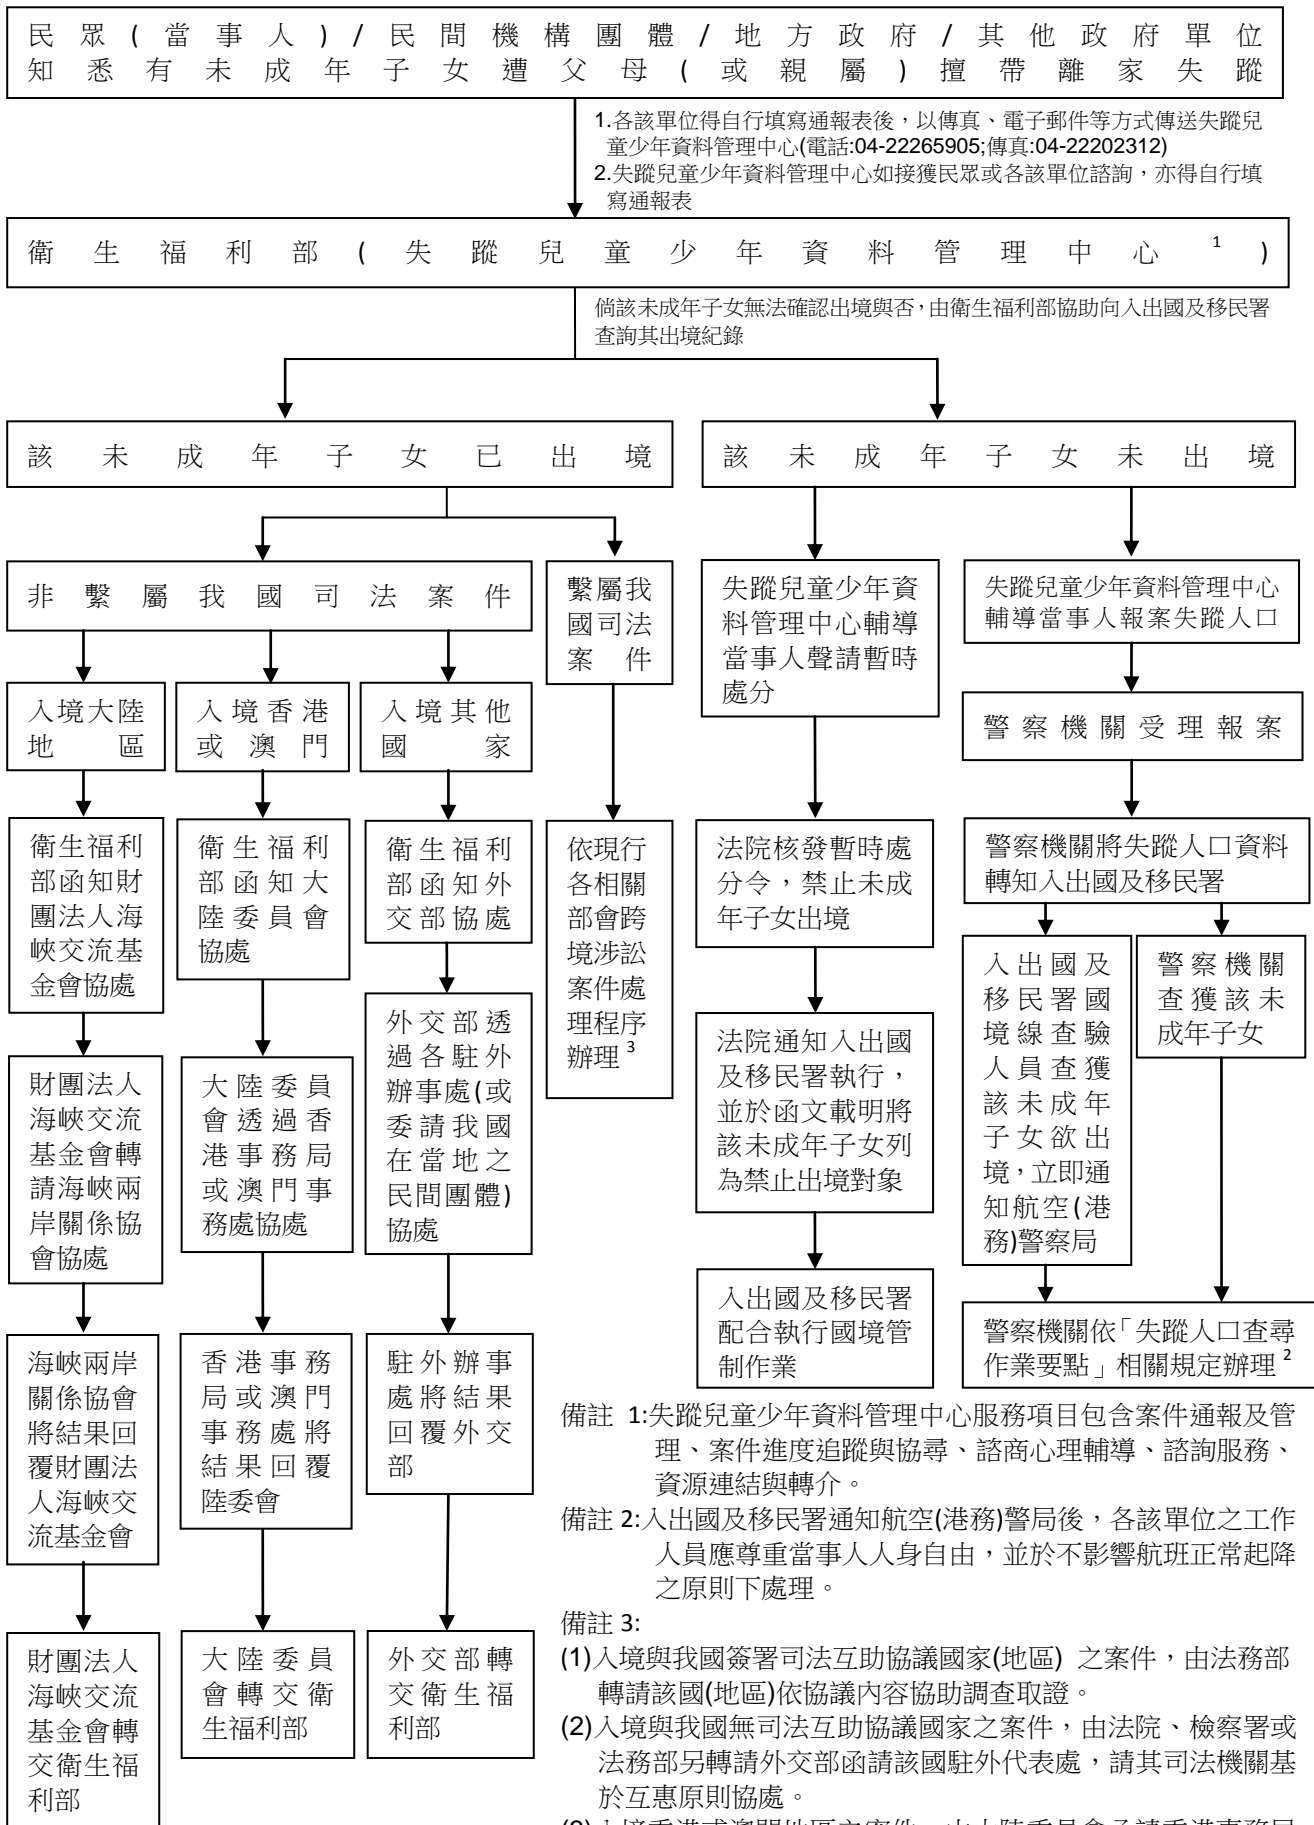 民眾(當事人)/民間機構團體/地方政府/其他政府單位
知悉有未成年子女遭父母(或親屬)擅帶離家失蹤
1.各該單位得自行填寫通報表後，以傳真、電子郵件等方式傳送失蹤兒
童少年資料管理中心(電話:04-22265905;傳真:04-22202312)
2.失蹤兒童少年資料管理中心如接獲民眾或各該單位諮詢，亦得自行填
寫通報表
衛生福利部(失蹤兒童少年資料管理中心1)
倘該未成年子女無法確認出境與否，由衛生福利部協助向入出國及移民署
查詢其出境紀錄
該未成年子女已出境
該未成年子女未出境
非繫屬我國司法案件
繫屬我
國司法
案件
失蹤兒童少年資
料管理中心輔導
當事人聲請暫時
處分
失蹤兒童少年資料管理中心
輔導當事人報案失蹤人口
入境大陸
地區
入境香港
或澳門
入境其他
國家
警察機關受理報案
衛生福利
部函知財
團法人海
峽交流基
金會協處
衛生福利
部函知大
陸委員會
協處
衛生福利
部函知外
交部協處
依現行
各相關
部會跨
境涉訟
案件處
理程序
辦理3
法院核發暫時處
分令，禁止未成
年子女出境
警察機關將失蹤人口資料
轉知入出國及移民署
入出國及
移民署國
境線查驗
人員查獲
該未成年
子女欲出
境，立即通
知航空(港
務)警察局
警察機關
查獲該未
成年子女
財團法人
海峽交流
基金會轉
請海峽兩
岸關係協
會協處
大陸委員
會透過香
港事務局
或澳門事
務處協處
外交部透
過各駐外
辦事處(或
委請我國
在當地之
民間團體)
協處
法院通知入出國
及移民署執行，
並於函文載明將
該未成年子女列
為禁止出境對象
入出國及移民署
配合執行國境管
制作業
警察機關依「失蹤人口查尋
作業要點」相關規定辦理2
海峽兩岸
關係協會
將結果回
覆財團法
人海峽交
流基金會
香港事務
局或澳門
事務處將
結果回覆
陸委會
駐外辦事
處將結果
回覆外交
部
財團法人
海峽交流
基金會轉
交衛生福
利部
大陸委員
會轉交衛
生福利部
外交部轉
交衛生福
利部
備註 1:失蹤兒童少年資料管理中心服務項目包含案件通報及管
理、案件進度追蹤與協尋、諮商心理輔導、諮詢服務、
資源連結與轉介。
備註 2:入出國及移民署通知航空(港務)警局後，各該單位之工作
人員應尊重當事人人身自由，並於不影響航班正常起降
之原則下處理。
備註 3:
(1)入境與我國簽署司法互助協議國家(地區) 之案件，由法務部
轉請該國(地區)依協議內容協助調查取證。
(2)入境與我國無司法互助協議國家之案件，由法院、檢察署或
法務部另轉請外交部函請該國駐外代表處，請其司法機關基
於互惠原則協處。